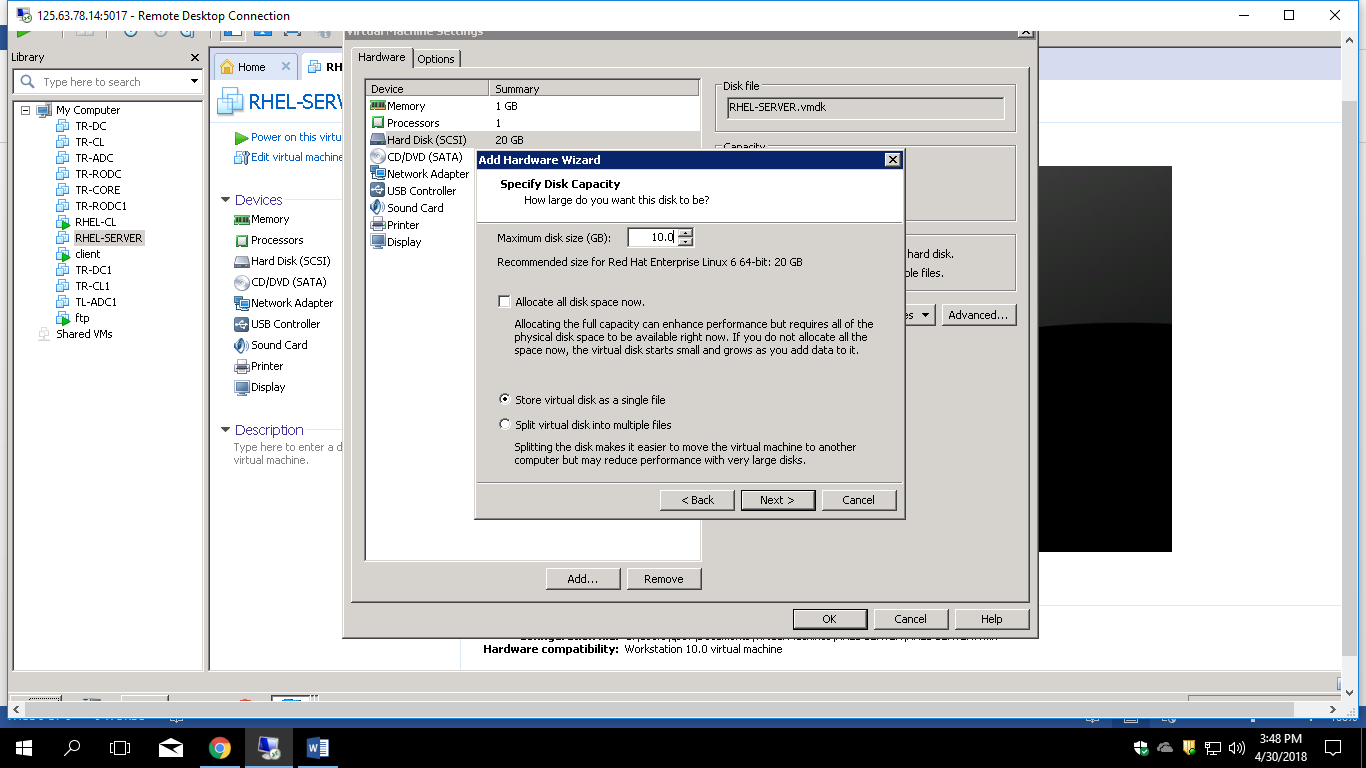 125.63.78.14:5017 - Remote Desktop Connection
Virtual Machine Settings
Library
Type here to search
My Computer
TR-DC
TR-CL
TR-ADC
TR-RODC
TR-CORE
TR-RODC1
RHEL-CL
RHEL-SERVER
client
TR-DC1
TR-CL1
TL-ADC1
ftp
Shared VMs
Home
RH
RHEL-SERV
Power on this virtu
Edit virtual machine
Devices
Memory
Processors
Hard Disk (SCSI)
CD/DVD (SATA)
Network Adapter
USB Controller
Sound Card
Printer
Display
Description
Type here to enter a d
virtual machine.
Hardware
Options
Device Summary
Memory 1 GB
Processors 1
Hard Disk (SCSI) 20 GB
CD/DVD (SATA)
Network Adapter
USB Controller
Sound Card
Printer
Display
Disk file
RHEL-SERVER.vmdk
Capacity
hard disk.
ple files.
es
Advanced...
Add Hardware Wizard
Specify Disk Capacity
How large do you want this disk to be?
Maximum disk size (GB): 10.0
Recommended size for Red Hat Enterprise Linux 6 64-bit: 20 GB
Allocate all disk space now.
Allocating the full capacity can enhance performance but requires all of the
physical disk space to be available right now. If you do not allocate all the
space now, the virtual disk starts small and grows as you add data to it.
Store virtual disk as a single file
Split virtual disk into multiple files
Splitting the disk makes it easier to move the virtual machine to another
computer but may reduce performance with very large disks.
< Back Next > Cancel
Add... Remove
OK Cancel Help
Hardware compatibility: Workstation 10.0 virtual machine
3:48 PM
4/30/2018